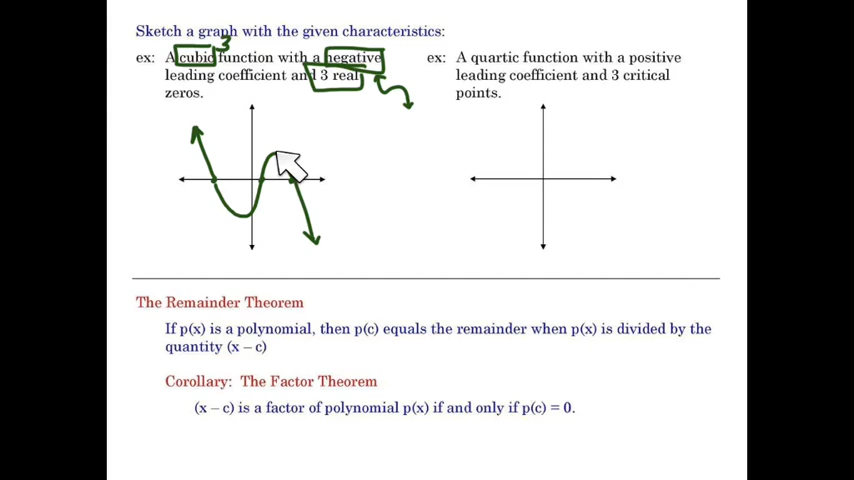 Sketch a graph with the given characteristics:
3
ex: A cubic function with a negative
leading coefficient and 3 real
zeros.
ex: A quartic function with a positive
leading coefficient and 3 critical
points.
The Remainder Theorem
If p(x) is a polynomial, then p(c) equals the remainder when p(x) is divided by the
quantity (x – c)
Corollary: The Factor Theorem
(x – c) is a factor of polynomial p(x) if and only if p(c) = 0.